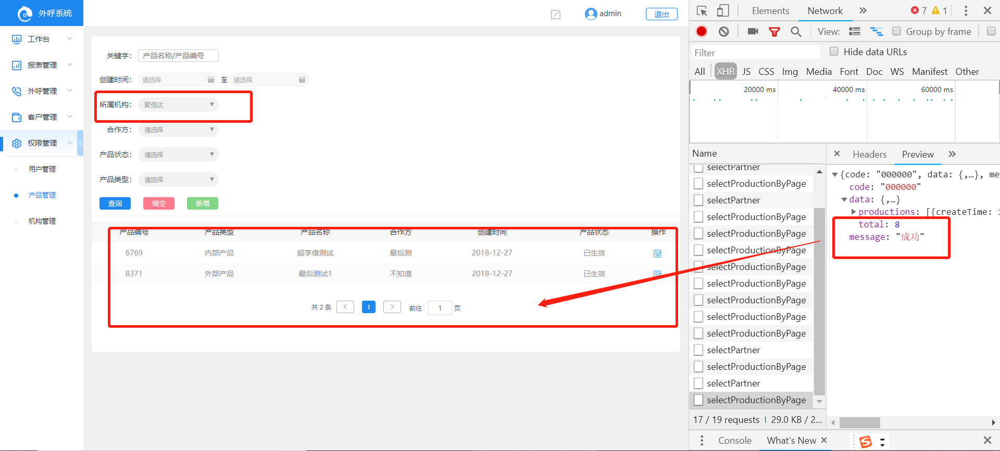 外呼系统
admin
退出
工作台
报表管理
外呼管理
客户管理
权限管理
用户管理
产品管理
机构管理
关键字: 产品名称/产品编号
创建时间: 请选择 至 请选择
所属机构: 聚信达
合作方: 请选择
产品状态: 请选择
产品类型: 请选择
查询 清空 新增
产品编号 产品类型 产品名称 合作方 创建时间 产品状态 操作
6769 内部产品 超享借测试 最后测 2018-12-27 已生效
8371 外部产品 最后测试1 不知道 2018-12-27 已生效
共 2 条 < 1 > 前往 1 页
Elements Network » 7 1
View: Group by frame
Filter Hide data URLs
All XHR JS CSS Img Media Font Doc WS Manifest Other
20000 ms 40000 ms 60000 ms
Name
selectPartner
selectProductionByPage
selectPartner
selectProductionByPage
selectProductionByPage
selectProductionByPage
selectProductionByPage
selectProductionByPage
selectProductionByPage
selectProductionByPage
selectProductionByPage
selectPartner
selectProductionByPage
selectPartner
selectProductionByPage
17 / 19 requests | 29.0 KB / 2...
× Headers Preview »
{code: "000000", data: {,…}, me
code: "000000"
data: {,…}
productions: [{createTime: 1
total: 8
message: "成功"
Console What's New ×